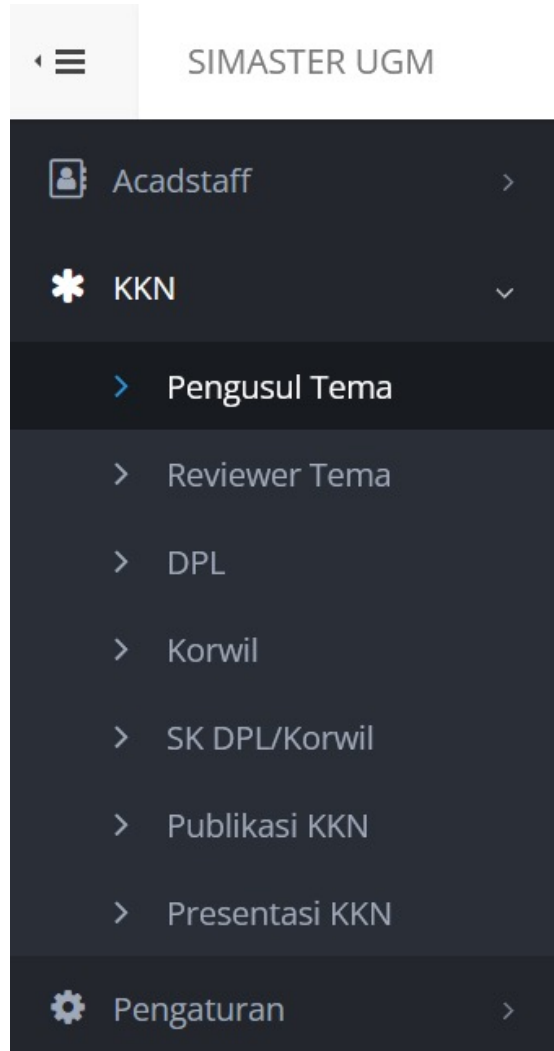 SIMASTER UGM
Acadstaff
KKN
Pengusul Tema
Reviewer Tema
DPL
Korwil
SK DPL/Korwil
Publikasi KKN
Presentasi KKN
Pengaturan